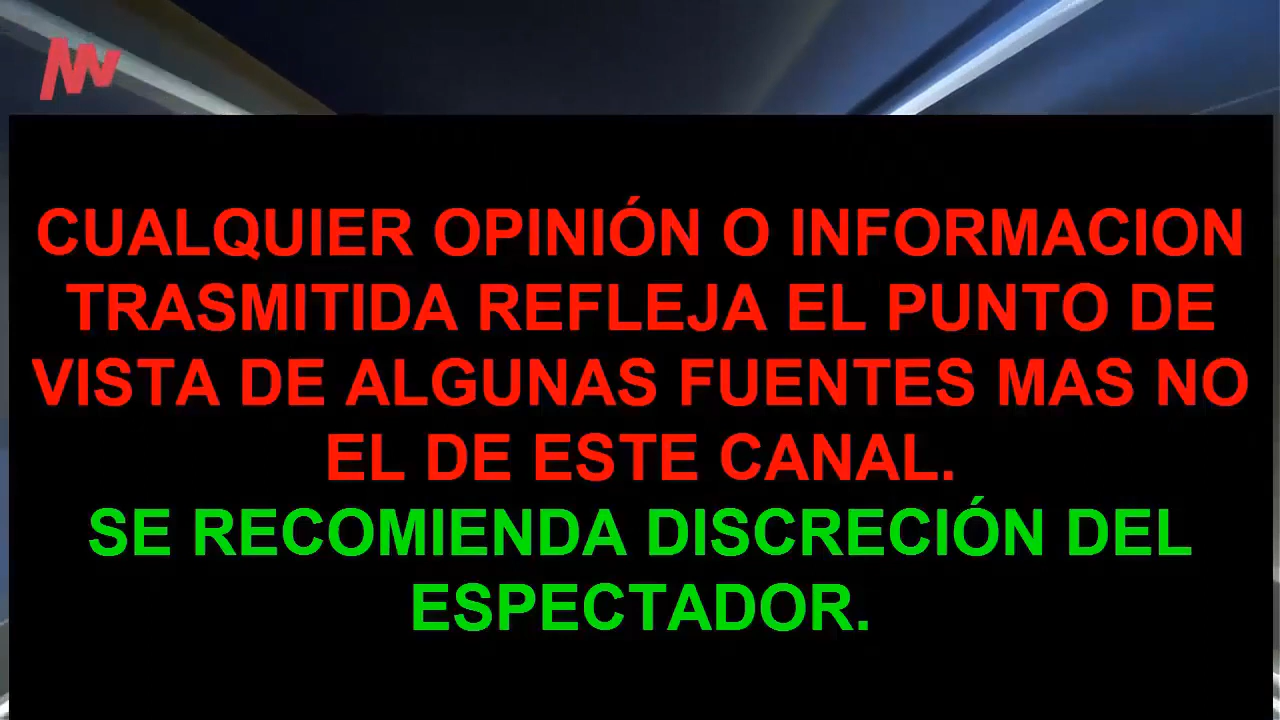 CUALQUIER OPINIÓN O INFORMACION
TRASMITIDA REFLEJA EL PUNTO DE
VISTA DE ALGUNAS FUENTES MAS NO
EL DE ESTE CANAL.
SE RECOMIENDA DISCRECIÓN DEL
ESPECTADOR.